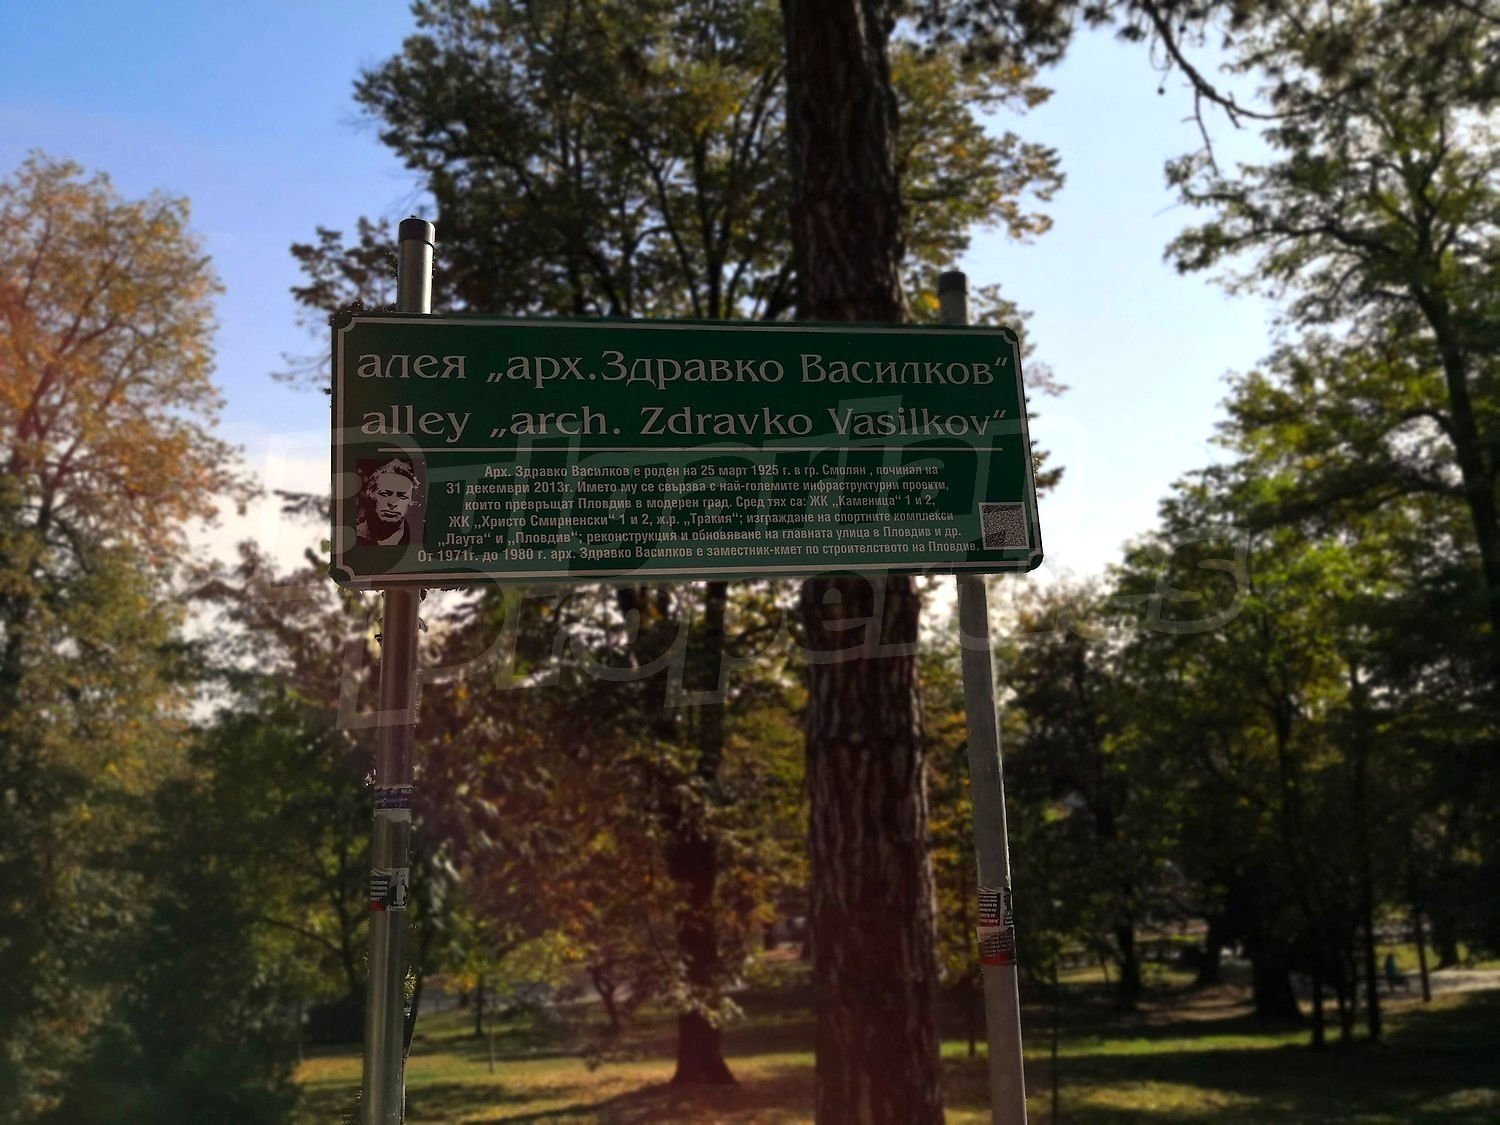 алея „арх.Здравко Василков“
alley „arch. Zdravko Vasilkov“
Арх. Здравко Василков е роден на 25 март 1925 г. в гр. Смолян , починал на
31 декември 2013г. Името му се свързва с най-големите инфраструктурни проекти,
които превръщат Пловдив в модерен град. Сред тях са: ЖК „Каменица“ 1 и 2,
ЖК „Христо Смирненски“ 1 и 2, ж.р. „Тракия“; изграждане на спортните комплекси
„Лаута“ и „Пловдив“; реконструкция и обновяване на главната улица в Пловдив и др.
От 1971г. до 1980 г. арх. Здравко Василков е заместник-кмет по строителството на Пловдив.
Properties